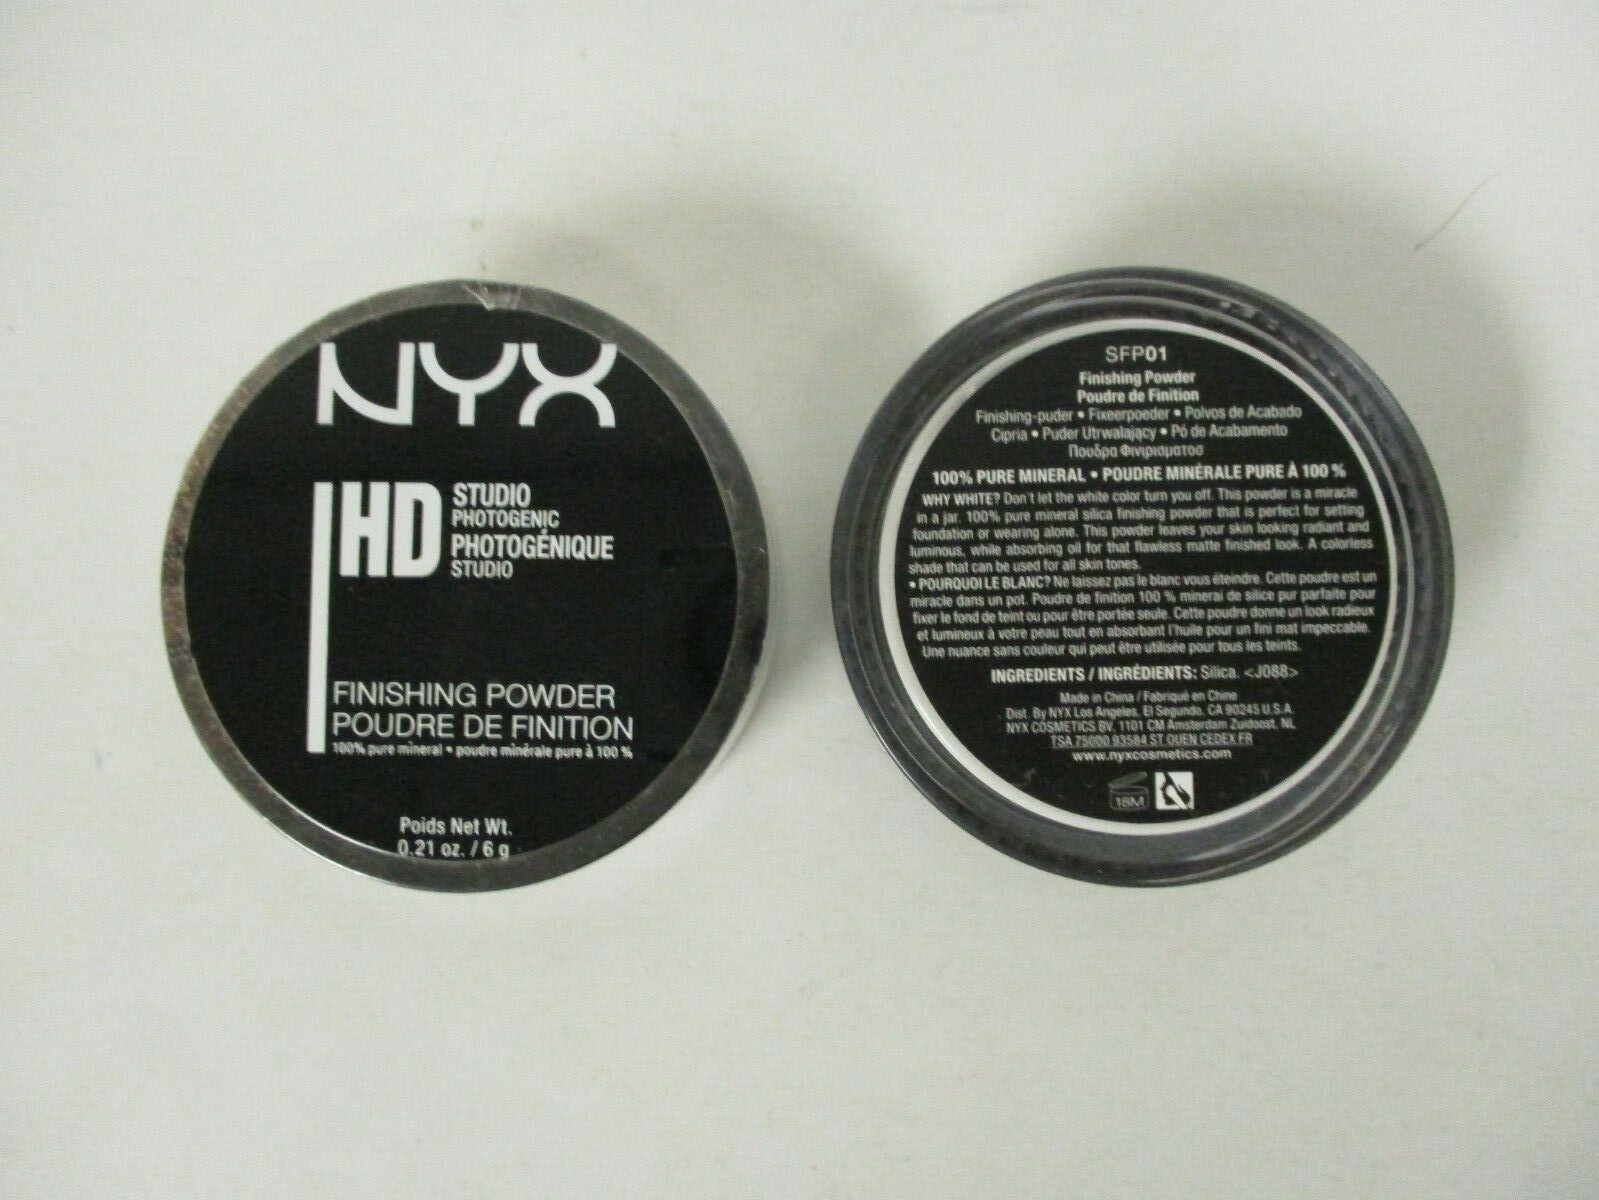 NYX
HD
STUDIO
PHOTOGENIC
PHOTOGÉNIQUE
STUDIO
FINISHING POWDER
POUDRE DE FINITION
100% pure mineral • poudre minérale pure à 100 %
Poids Net Wt.
0.21 oz. / 6 g
SFP01
Finishing Powder
Poudre de Finition
Finishing-puder • Fixeerpoeder • Polvos de Acabado
Cipria • Puder Utrwalający • Pó de Acabamento
Πουδρα Φινιρισματοσ
100% PURE MINERAL • POUDRE MINÉRALE PURE À 100 %
WHY WHITE? Don't let the white color turn you off. This powder is a miracle
in a jar. 100% pure mineral silica finishing powder that is perfect for setting
foundation or wearing alone. This powder leaves your skin looking radiant and
luminous, while absorbing oil for that flawless matte finished look. A colorless
shade that can be used for all skin tones.
• POURQUOI LE BLANC? Ne laissez pas le blanc vous éteindre. Cette poudre est un
miracle dans un pot. Poudre de finition 100 % minerai de silice pur parfaite pour
fixer le fond de teint ou pour être portée seule. Cette poudre donne un look radieux
et lumineux à votre peau tout en absorbant l'huile pour un fini mat impeccable.
Une nuance sans couleur qui peut être utilisée pour tous les teints.
INGREDIENTS / INGRÉDIENTS: Silica. <J088>
Made in China / Fabriqué en Chine
Dist. By NYX Los Angeles, El Segundo, CA 90245 U.S.A.
NYX COSMETICS BV, 1101 CM Amsterdam Zuidoost, NL
TSA 75000 93584 ST OUEN CEDEX FR
www.nyxcosmetics.com
18M